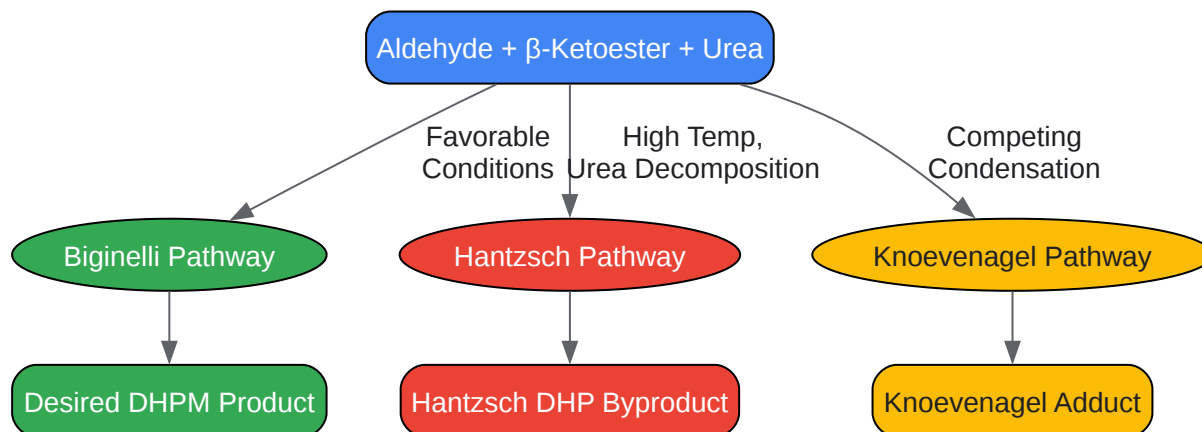 Aldehyde + β-Ketoester + Urea
Favorable
Conditions
High Temp,
Urea Decomposition
Competing
Condensation
Biginelli Pathway
Hantzsch Pathway
Knoevenagel Pathway
Desired DHPM Product
Hantzsch DHP Byproduct
Knoevenagel Adduct